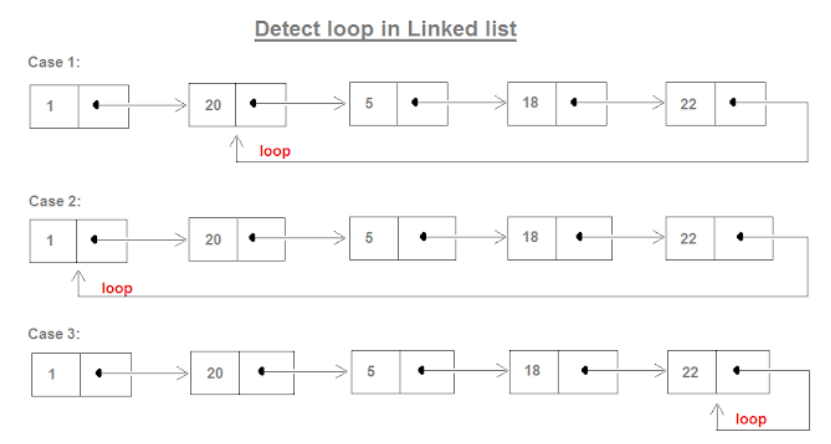 Detect loop in Linked list
Case 1:
1 20 5 18 22
loop
Case 2:
1 20 5 18 22
loop
Case 3:
1 20 5 18 22
loop